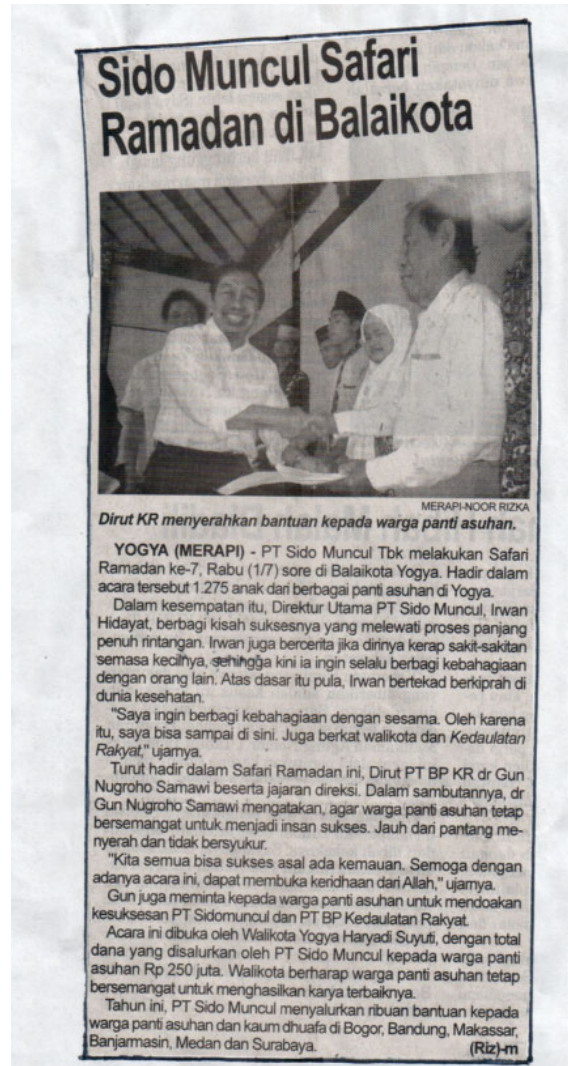 Sido Muncul Safari
Ramadan di Balaikota
MERAPI-NOOR RIZKA
Dirut KR menyerahkan bantuan kepada warga panti asuhan.
YOGYA (MERAPI) - PT Sido Muncul Tbk melakukan Safari
Ramadan ke-7, Rabu (1/7) sore di Balaikota Yogya. Hadir dalam
acara tersebut 1.275 anak dari berbagai panti asuhan di Yogya.
Dalam kesempatan itu, Direktur Utama PT Sido Muncul, Irwan
Hidayat, berbagi kisah suksesnya yang melewati proses panjang
penuh rintangan. Irwan juga bercerita jika dirinya kerap sakit-sakitan
semasa kecilnya, sehingga kini ia ingin selalu berbagi kebahagiaan
dengan orang lain. Atas dasar itu pula, Irwan bertekad berkiprah di
dunia kesehatan.
"Saya ingin berbagi kebahagiaan dengan sesama. Oleh karena
itu, saya bisa sampai di sini. Juga berkat walikota dan Kedaulatan
Rakyat," ujarnya.
Turut hadir dalam Safari Ramadan ini, Dirut PT BP KR dr Gun
Nugroho Samawi beserta jajaran direksi. Dalam sambutannya, dr
Gun Nugroho Samawi mengatakan, agar warga panti asuhan tetap
bersemangat untuk menjadi insan sukses. Jauh dari pantang me-
nyerah dan tidak bersyukur.
"Kita semua bisa sukses asal ada kemauan. Semoga dengan
adanya acara ini, dapat membuka keridhaan dari Allah," ujarnya.
Gun juga meminta kepada warga panti asuhan untuk mendoakan
kesuksesan PT Sidomuncul dan PT BP Kedaulatan Rakyat.
Acara ini dibuka oleh Walikota Yogya Haryadi Suyuti, dengan total
dana yang disalurkan oleh PT Sido Muncul kepada warga panti
asuhan Rp 250 juta. Walikota berharap warga panti asuhan tetap
bersemangat untuk menghasilkan karya terbaiknya.
Tahun ini, PT Sido Muncul menyalurkan ribuan bantuan kepada
warga panti asuhan dan kaum dhuafa di Bogor, Bandung, Makassar,
Banjarmasin, Medan dan Surabaya. (Riz)-m